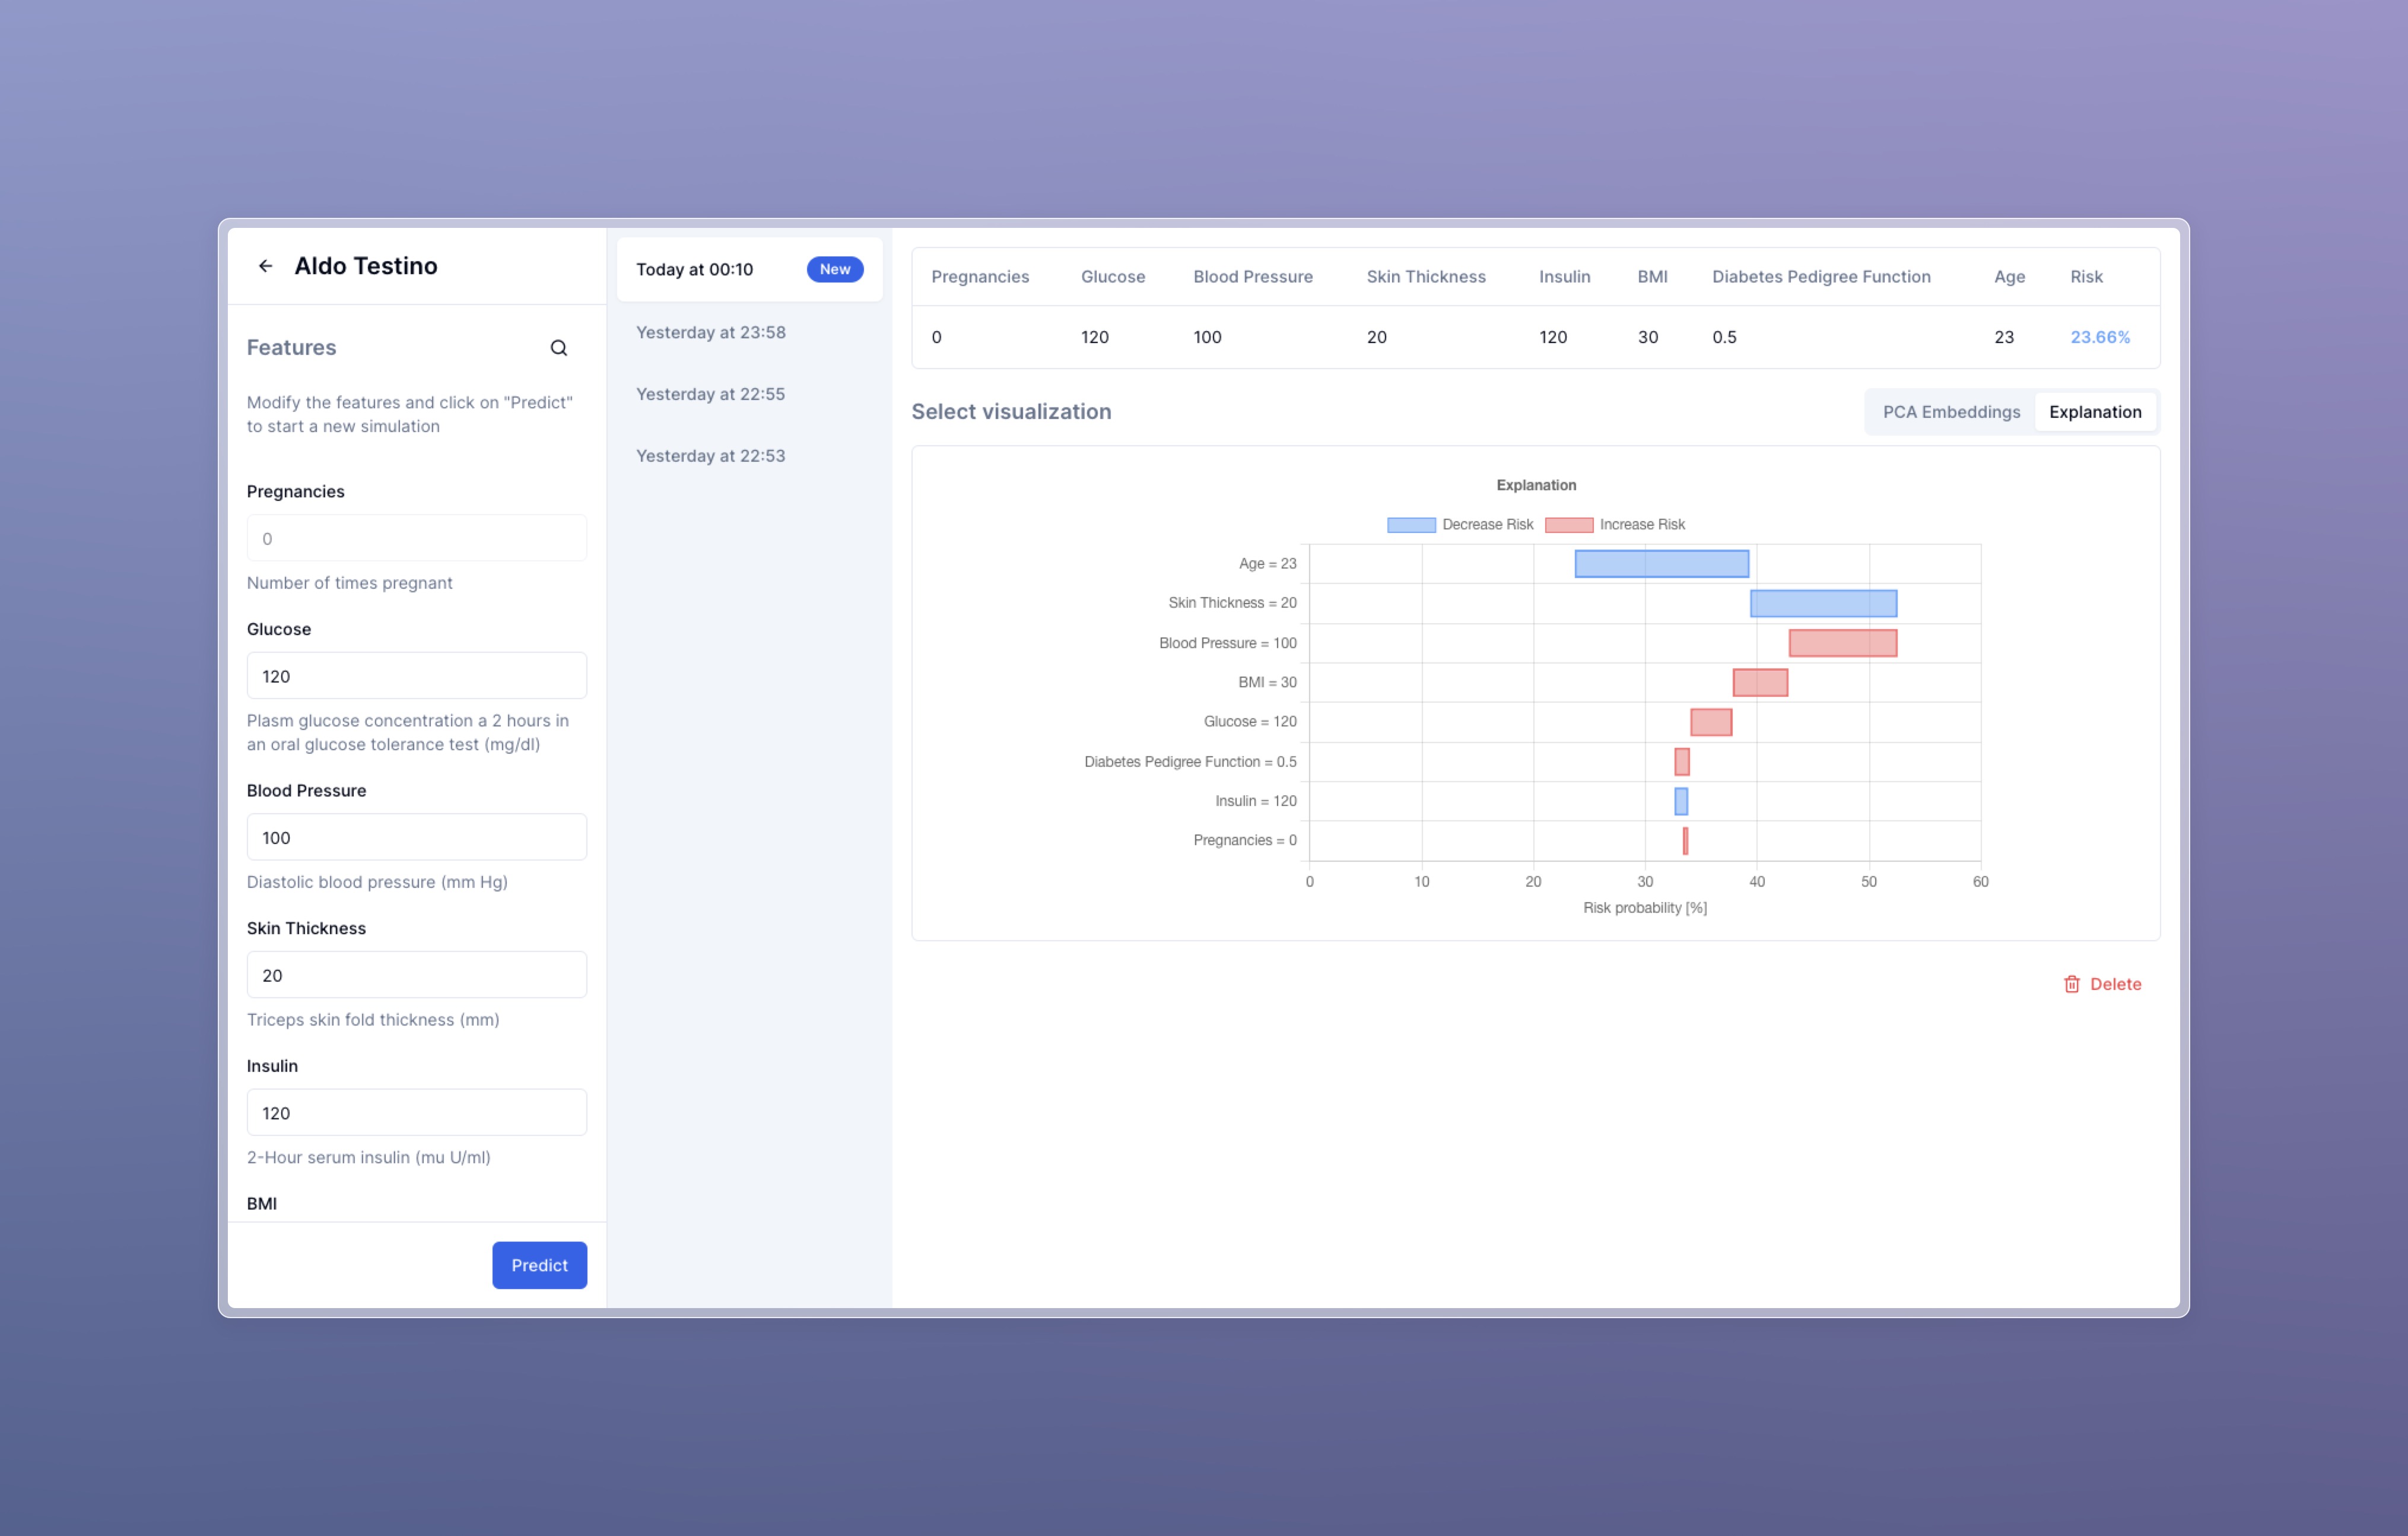 Aldo Testino
Features
Modify the features and click on "Predict"
to start a new simulation
Pregnancies
0
Number of times pregnant
Glucose
120
Plasm glucose concentration a 2 hours in
an oral glucose tolerance test (mg/dl)
Blood Pressure
100
Diastolic blood pressure (mm Hg)
Skin Thickness
20
Triceps skin fold thickness (mm)
Insulin
120
2-Hour serum insulin (mu U/ml)
BMI
Predict
Today at 00:10 New
Yesterday at 23:58
Yesterday at 22:55
Yesterday at 22:53
Pregnancies Glucose Blood Pressure Skin Thickness Insulin BMI Diabetes Pedigree Function Age Risk
0 120 100 20 120 30 0.5 23 23.66%
Select visualization PCA Embeddings Explanation
Explanation
Decrease Risk Increase Risk
Age = 23
Skin Thickness = 20
Blood Pressure = 100
BMI = 30
Glucose = 120
Diabetes Pedigree Function = 0.5
Insulin = 120
Pregnancies = 0
0 10 20 30 40 50 60
Risk probability [%]
Delete